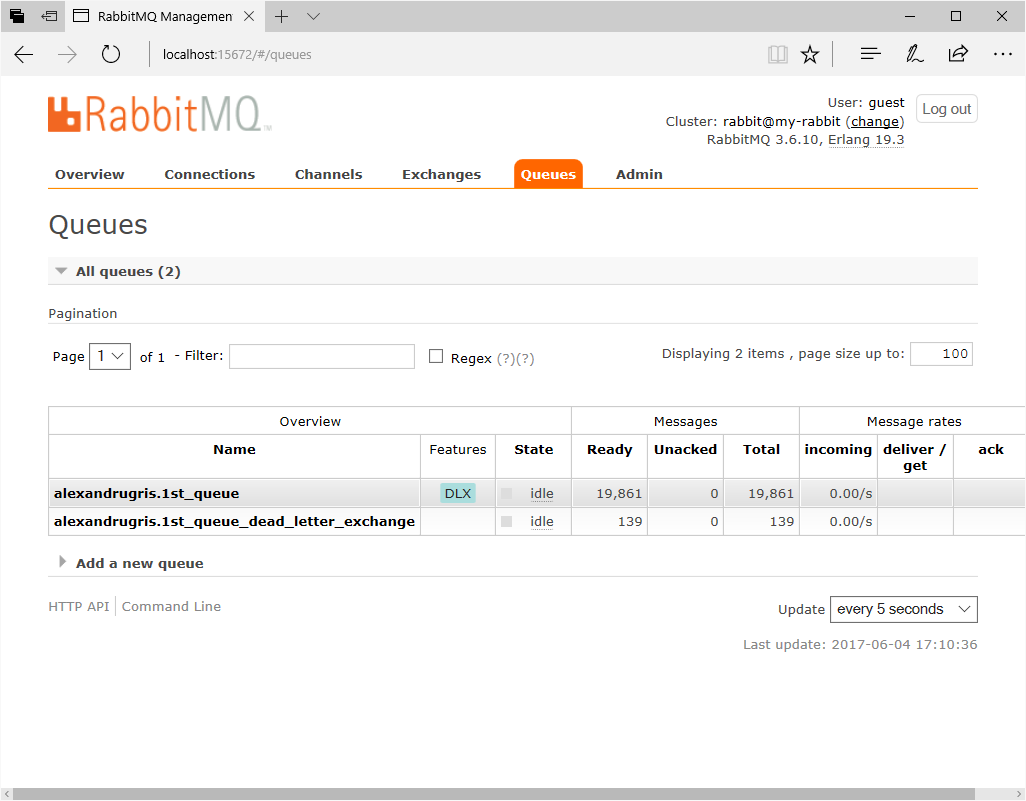 RabbitMQ Management
localhost:15672/#/queues
RabbitMQ™
User: guest
Log out
Cluster: rabbit@my-rabbit (change)
RabbitMQ 3.6.10, Erlang 19.3
Overview Connections Channels Exchanges Queues Admin
Queues
All queues (2)
Pagination
Page 1 of 1 - Filter: Regex (?)(?) Displaying 2 items , page size up to: 100
Overview Messages Message rates
Name Features State Ready Unacked Total incoming deliver / get ack
alexandrugris.1st_queue DLX idle 19,861 0 19,861 0.00/s
alexandrugris.1st_queue_dead_letter_exchange idle 139 0 139 0.00/s
Add a new queue
HTTP API Command Line Update every 5 seconds
Last update: 2017-06-04 17:10:36